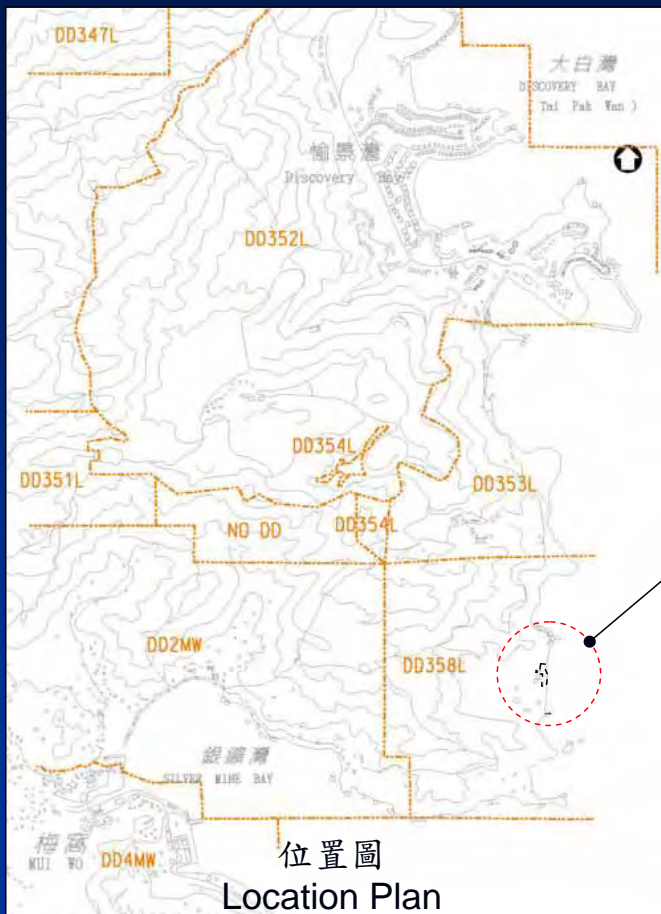 DD347L
大白灣
DISCOVERY BAY
( Tai Pak Wan )
愉景灣
Discovery Bay
DD352L
DD354L
DD351L
DD353L
NO DD
DD354L
DD2MW
DD358L
銀鑛灣
SILVER MINE BAY
梅窩
MUI WO
DD4MW
位置圖
Location Plan